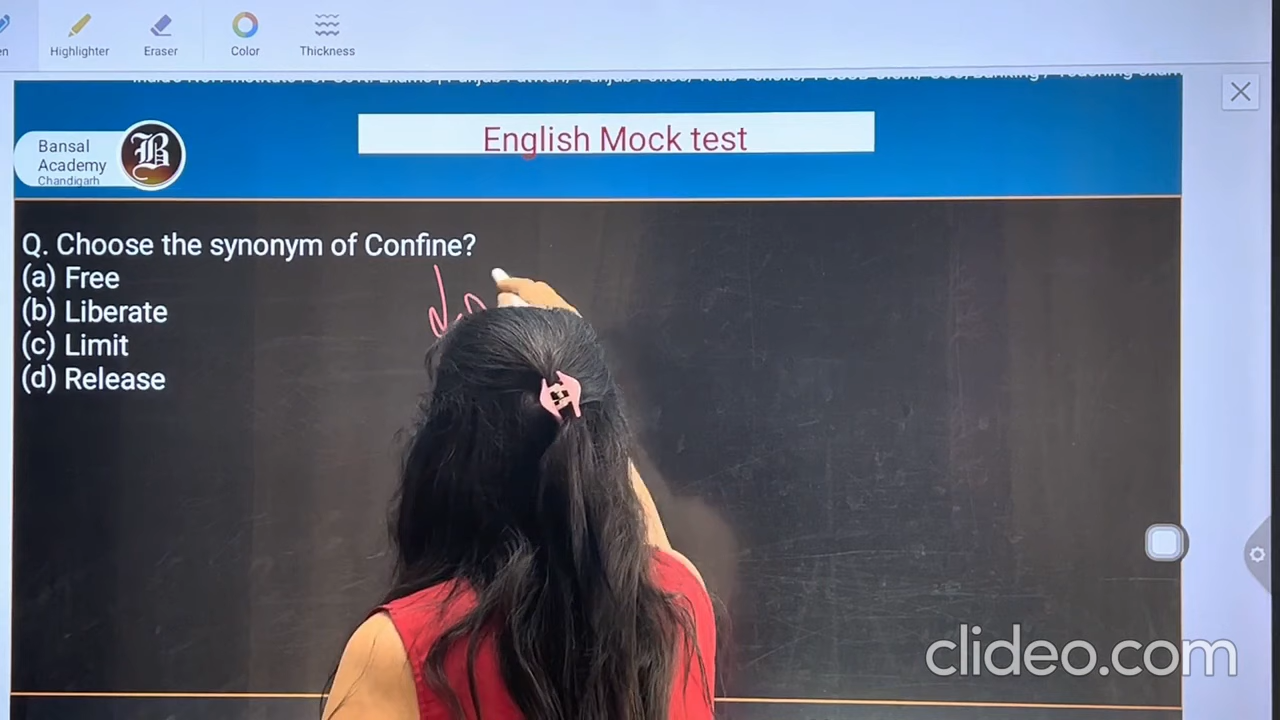 Highlighter Eraser Color Thickness
English Mock test
Bansal
Academy
Chandigarh
B
Q. Choose the synonym of Confine?
(a) Free
(b) Liberate
(c) Limit
(d) Release
clideo.com